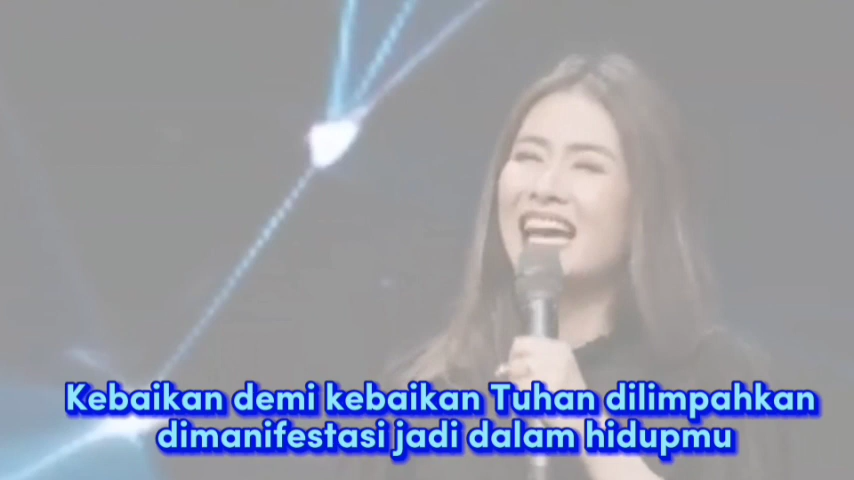 Kebaikan demi kebaikan Tuhan dilimpahkan
dimanifestasi jadi dalam hidupmu